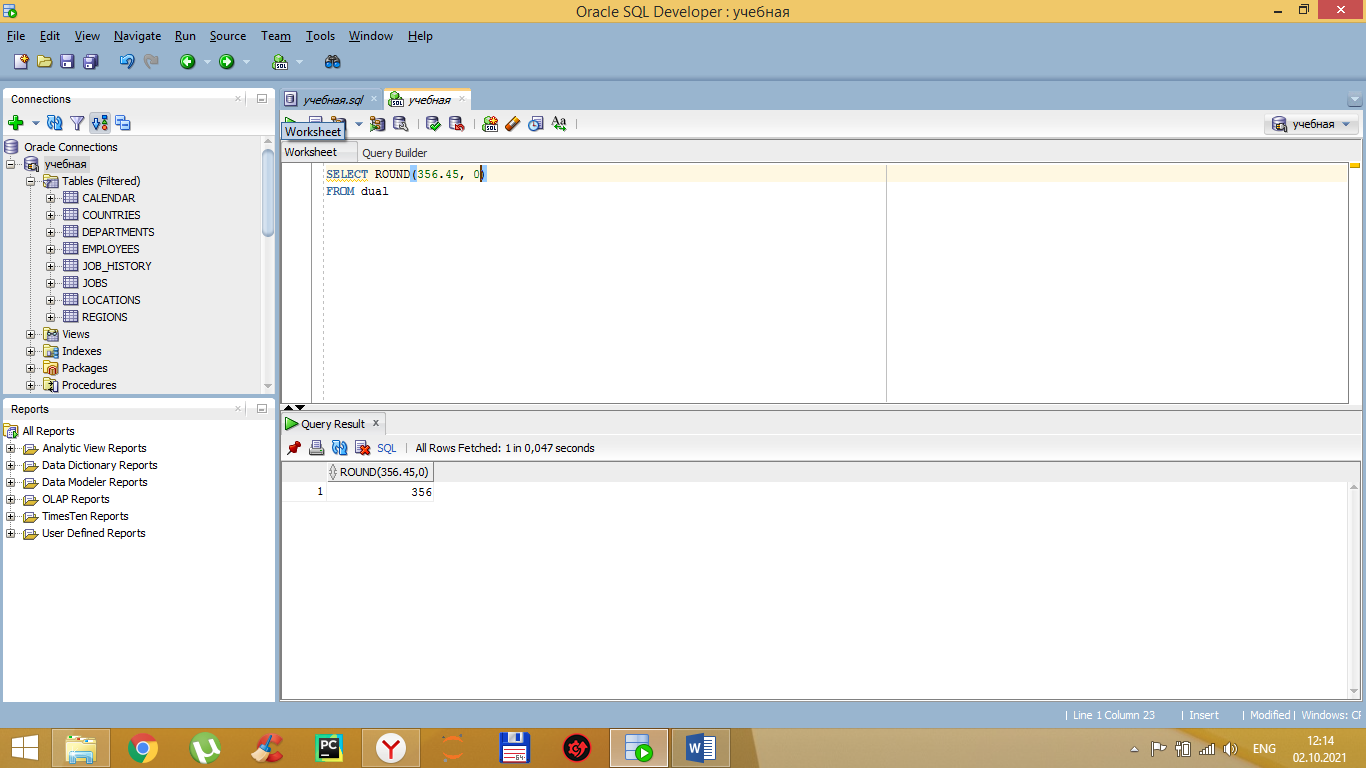 Oracle SQL Developer : учебная
File Edit View Navigate Run Source Team Tools Window Help
Connections
Oracle Connections
учебная
Tables (Filtered)
CALENDAR
COUNTRIES
DEPARTMENTS
EMPLOYEES
JOB_HISTORY
JOBS
LOCATIONS
REGIONS
Views
Indexes
Packages
Procedures
Reports
All Reports
Analytic View Reports
Data Dictionary Reports
Data Modeler Reports
OLAP Reports
TimesTen Reports
User Defined Reports
учебная.sql учебная
Worksheet
учебная
Worksheet Query Builder
SELECT ROUND(356.45, 0)
FROM dual
Query Result
SQL All Rows Fetched: 1 in 0,047 seconds
ROUND(356.45,0)
1 356
Line 1 Column 23 Insert Modified Windows: CF
ENG
12:14
02.10.2021